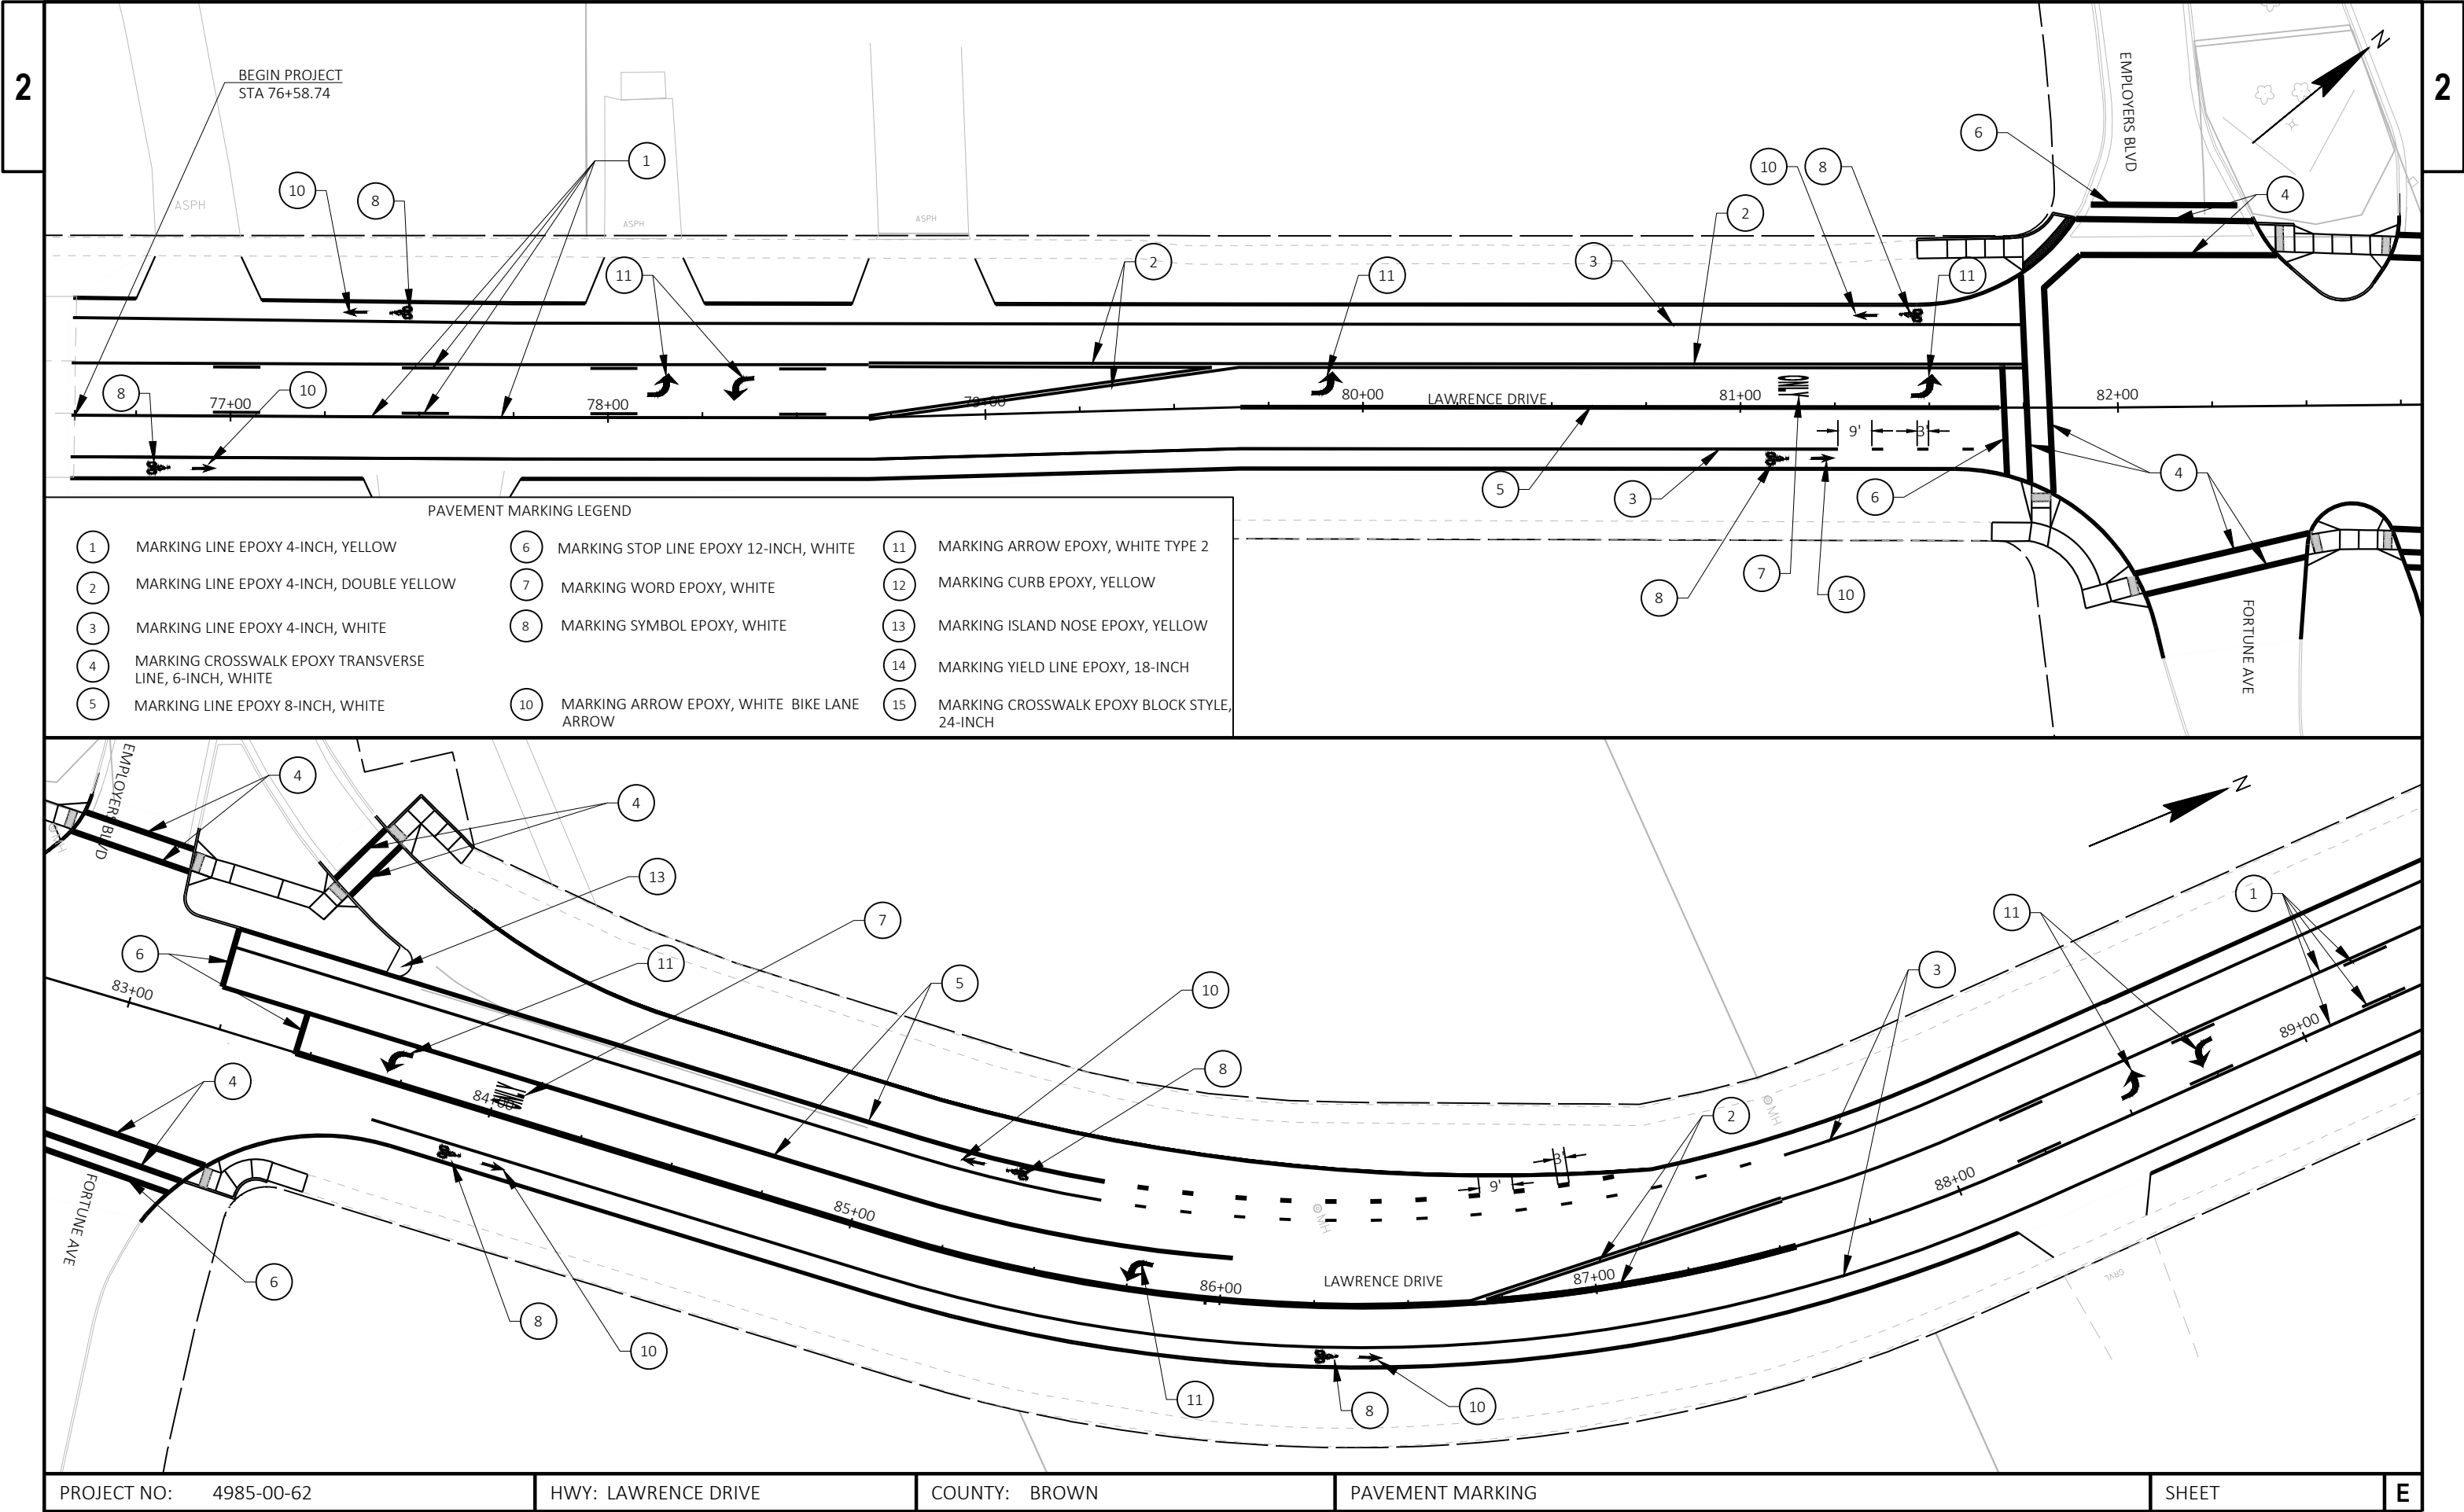 2
2
BEGIN PROJECT
STA 76+58.74
EMPLOYERS BLVD
N
6
1
10
8
10
8
4
ASPH
ASPH
ASPH
2
11
2
11
3
11
8
10
77+00
78+00
79+00
80+00
LAWRENCE DRIVE
81+00
82+00
9'
3'
5
3
6
4
8
7
10
FORTUNE AVE
PAVEMENT MARKING LEGEND
1 MARKING LINE EPOXY 4-INCH, YELLOW
2 MARKING LINE EPOXY 4-INCH, DOUBLE YELLOW
3 MARKING LINE EPOXY 4-INCH, WHITE
4 MARKING CROSSWALK EPOXY TRANSVERSE
LINE, 6-INCH, WHITE
5 MARKING LINE EPOXY 8-INCH, WHITE
6 MARKING STOP LINE EPOXY 12-INCH, WHITE
7 MARKING WORD EPOXY, WHITE
8 MARKING SYMBOL EPOXY, WHITE
10 MARKING ARROW EPOXY, WHITE BIKE LANE
ARROW
11 MARKING ARROW EPOXY, WHITE TYPE 2
12 MARKING CURB EPOXY, YELLOW
13 MARKING ISLAND NOSE EPOXY, YELLOW
14 MARKING YIELD LINE EPOXY, 18-INCH
15 MARKING CROSSWALK EPOXY BLOCK STYLE,
24-INCH
EMPLOYERS BLVD
MH
4
4
N
13
7
11
1
6
11
5
10
3
83+00
8
4
84+00
89+00
MH
2
3'
9'
88+00
FORTUNE AVE
85+00
MH
6
86+00
LAWRENCE DRIVE
87+00
GRVL
8
10
11
8
10
PROJECT NO: 4985-00-62
HWY: LAWRENCE DRIVE
COUNTY: BROWN
PAVEMENT MARKING
SHEET
E